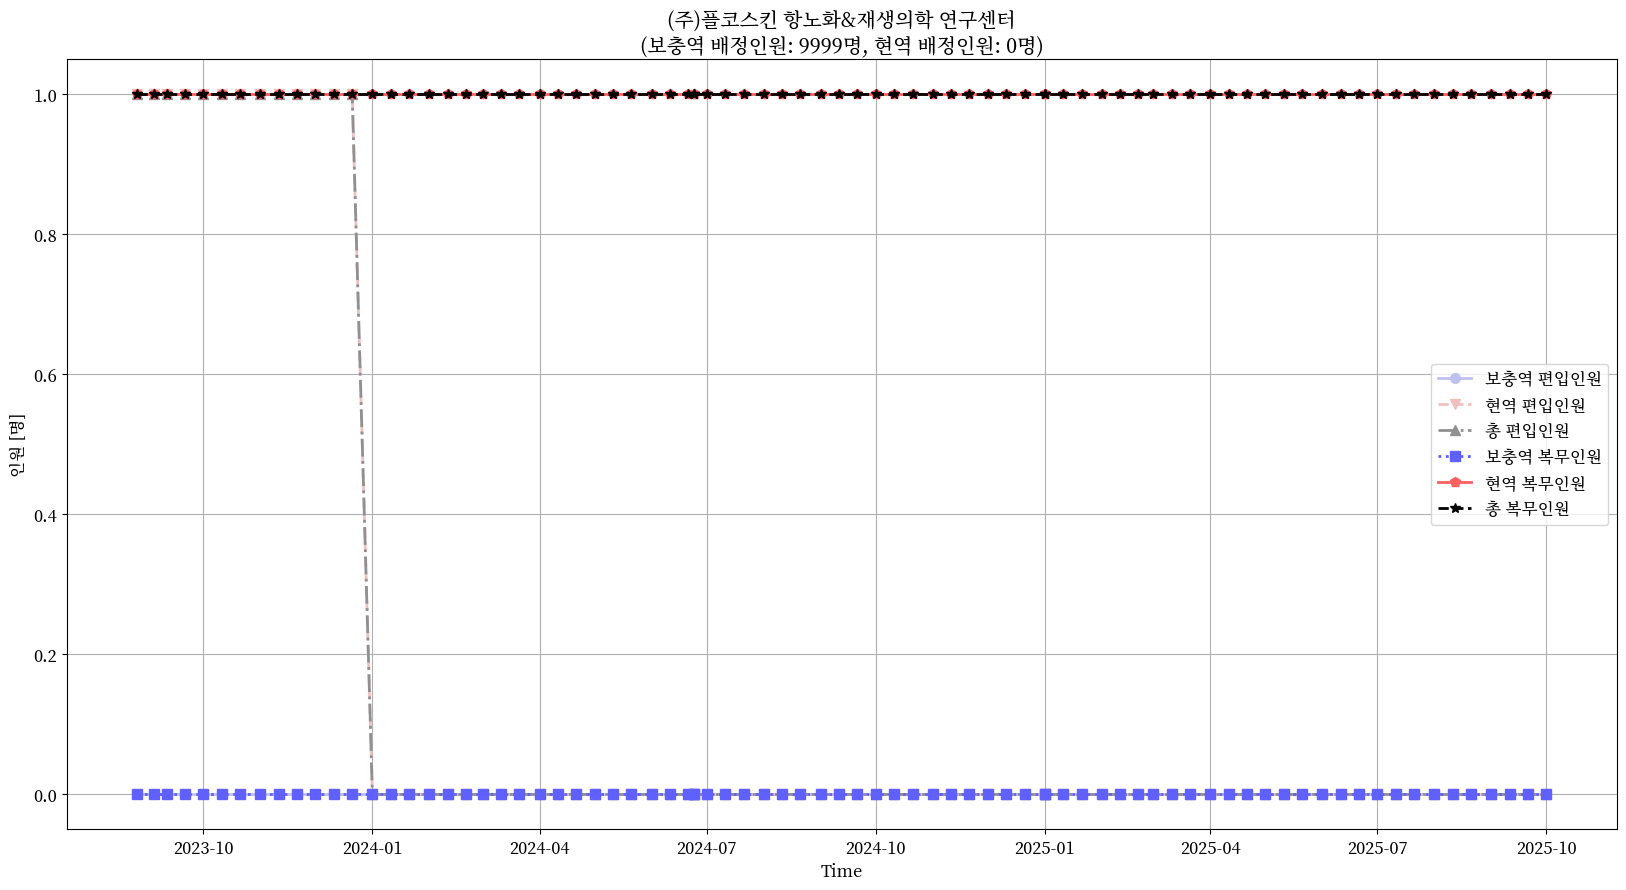 (주)플코스킨 항노화&재생의학 연구센터
(보충역 배정인원: 9999명, 현역 배정인원: 0명)
1.0
0.8
0.6
0.4
0.2
0.0
인원 [명]
보충역 편입인원
현역 편입인원
총 편입인원
보충역 복무인원
현역 복무인원
총 복무인원
2023-10
2024-01
2024-04
2024-07
2024-10
2025-01
2025-04
2025-07
2025-10
Time